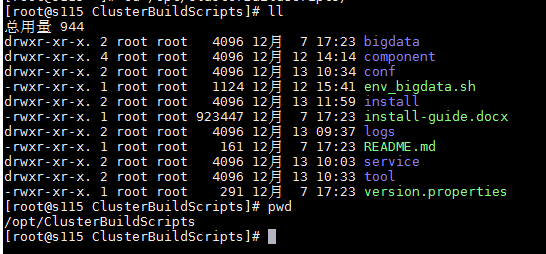 [root@s115 ClusterBuildScripts]# ll
总用量 944
drwxr-xr-x. 2 root root 4096 12月 7 17:23 bigdata
drwxr-xr-x. 4 root root 4096 12月 12 14:14 component
drwxr-xr-x. 2 root root 4096 12月 13 10:34 conf
-rwxr-xr-x. 1 root root 1124 12月 12 15:41 env_bigdata.sh
drwxr-xr-x. 2 root root 4096 12月 13 11:59 install
-rwxr-xr-x. 1 root root 923447 12月 7 17:23 install-guide.docx
drwxr-xr-x. 2 root root 4096 12月 13 09:37 logs
-rwxr-xr-x. 1 root root 161 12月 7 17:23 README.md
drwxr-xr-x. 2 root root 4096 12月 13 10:03 service
drwxr-xr-x. 2 root root 4096 12月 13 10:33 tool
-rwxr-xr-x. 1 root root 291 12月 7 17:23 version.properties
[root@s115 ClusterBuildScripts]# pwd
/opt/ClusterBuildScripts
[root@s115 ClusterBuildScripts]#